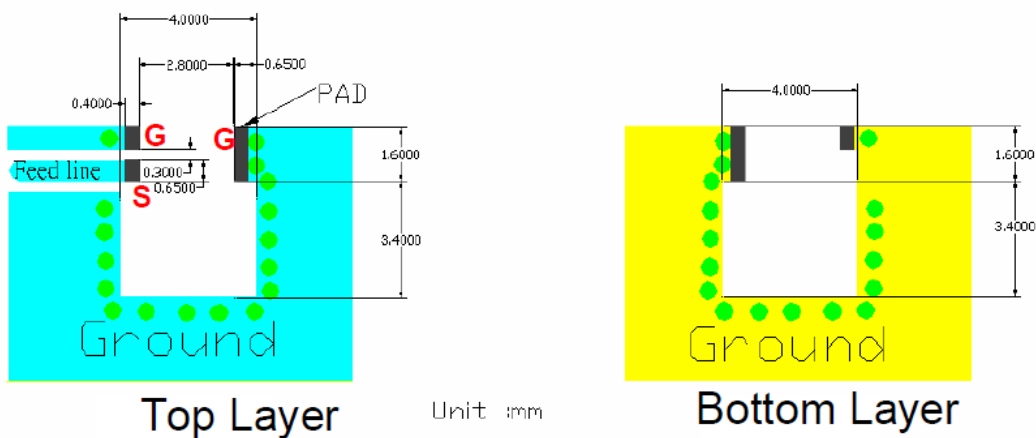 4.0000
4.0000
2.8000
0.6500
0.4000
PAD
G
G
1.6000
1.6000
Feed line
0.3000
0.6500
S
3.4000
3.4000
Ground
Ground
Top Layer
Unit :mm
Bottom Layer